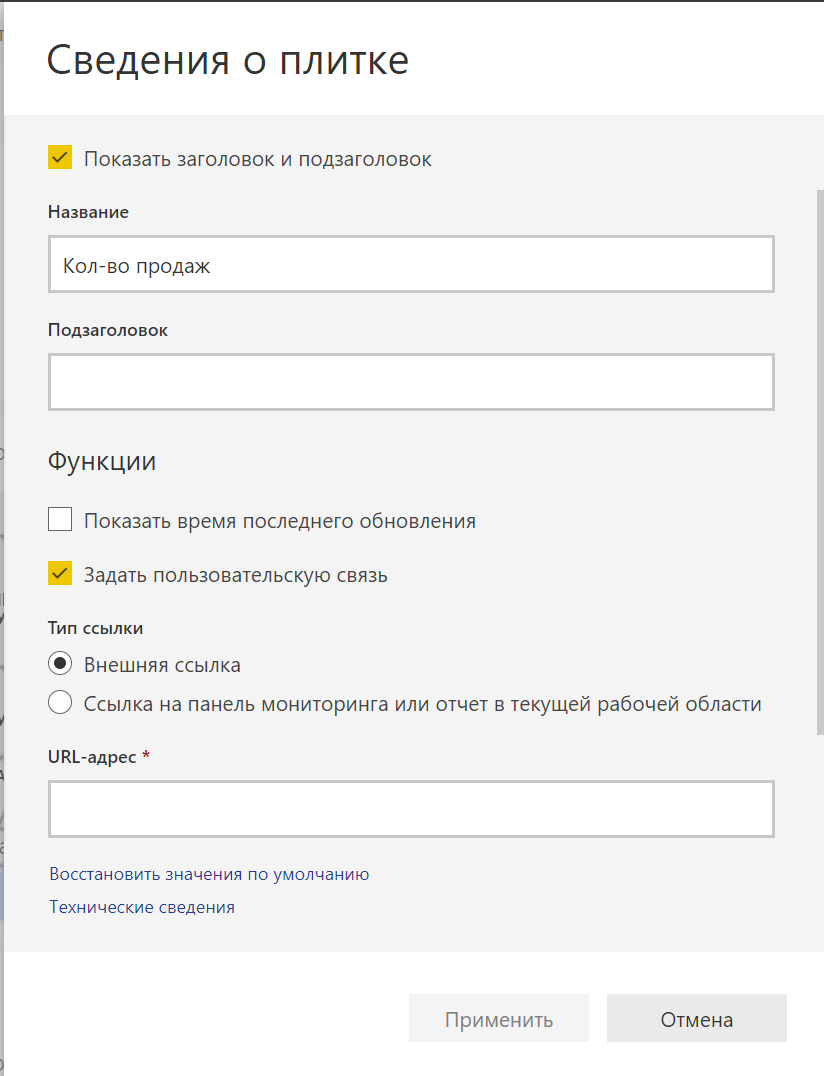 Сведения о плитке
Показать заголовок и подзаголовок
Название
Кол-во продаж
Подзаголовок
Функции
Показать время последнего обновления
Задать пользовательскую связь
Тип ссылки
Внешняя ссылка
Ссылка на панель мониторинга или отчет в текущей рабочей области
URL-адрес *
Восстановить значения по умолчанию
Технические сведения
Применить Отмена